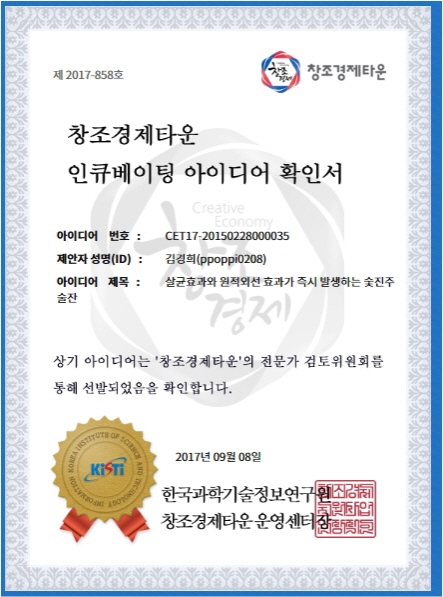 제 2017-858호
창조경제
창조경제타운
창조경제타운
인큐베이팅 아이디어 확인서
Creative
Economy
창조
경제
아이디어 번호 : CET17-20150228000035
제안자 성명(ID) : 김경희(ppoppi0208)
아이디어 제목 : 살균효과와 원적외선 효과가 즉시 발생하는 숯진주
술잔
상기 아이디어는 '창조경제타운'의 전문가 검토위원회를
통해 선발되었음을 확인합니다.
KOREA INSTITUTE OF SCIENCE AND TECHNOLOGY INFORMATION
KiSTi
2017년 09월 08일
한국과학기술정보연구원
창조경제타운 운영센터장